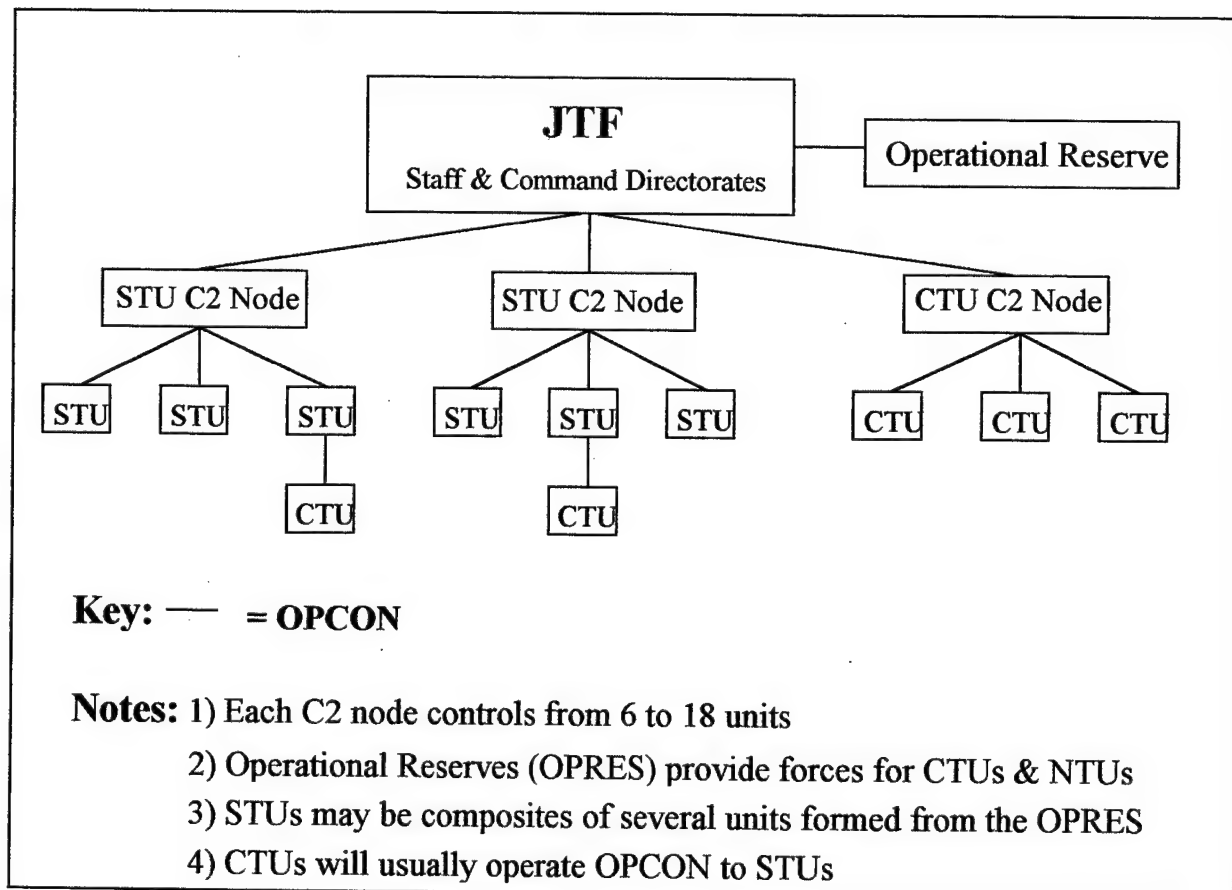 JTF
Staff & Command Directorates
Operational Reserve
STU C2 Node
STU C2 Node
CTU C2 Node
STU
STU
STU
STU
STU
STU
CTU
CTU
CTU
CTU
CTU
Key: — = OPCON
Notes: 1) Each C2 node controls from 6 to 18 units
2) Operational Reserves (OPRES) provide forces for CTUs & NTUs
3) STUs may be composites of several units formed from the OPRES
4) CTUs will usually operate OPCON to STUs